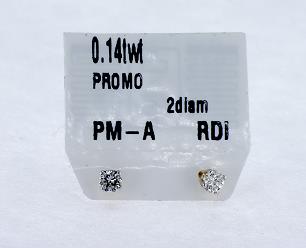 0.14twt
PROMO
2diam
PM-A RDI